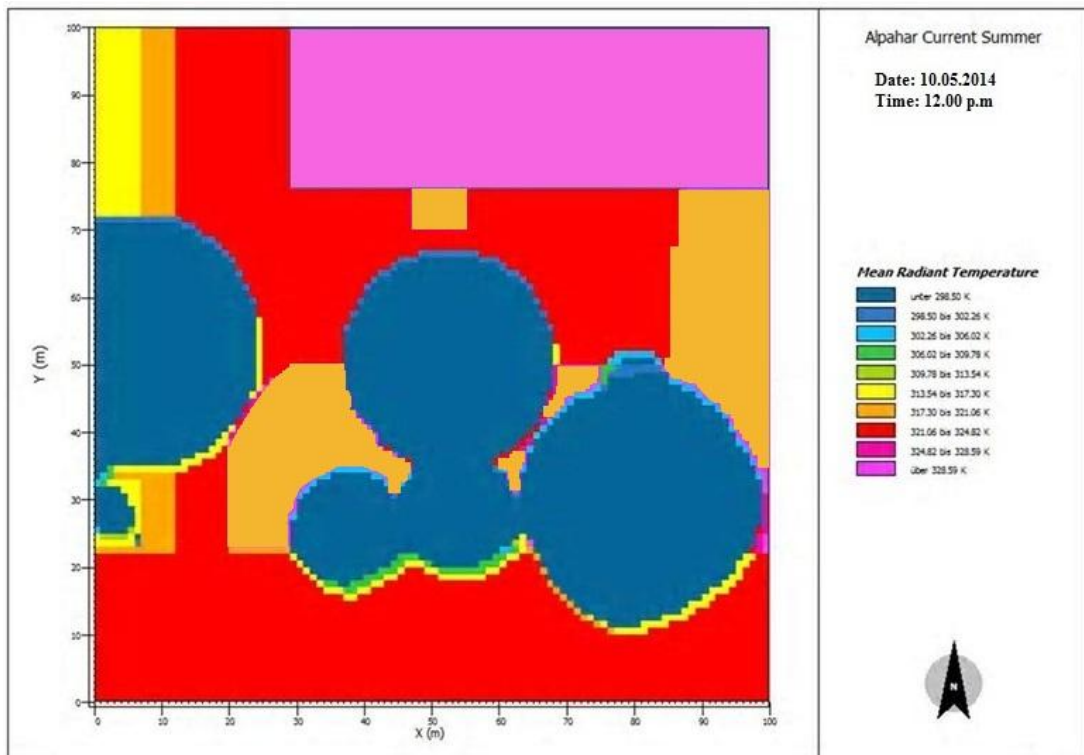 Alpahar Current Summer
Date: 10.05.2014
Time: 12.00 p.m
100
90
80
70
60
50
40
30
20
10
0
Y (m)
0 10 20 30 40 50 60 70 80 90 100
X (m)
Mean Radiant Temperature
unter 298.50 K
298.50 bis 302.26 K
302.26 bis 306.02 K
306.02 bis 309.78 K
309.78 bis 313.54 K
313.54 bis 317.30 K
317.30 bis 321.06 K
321.06 bis 324.82 K
324.82 bis 328.59 K
über 328.59 K
N